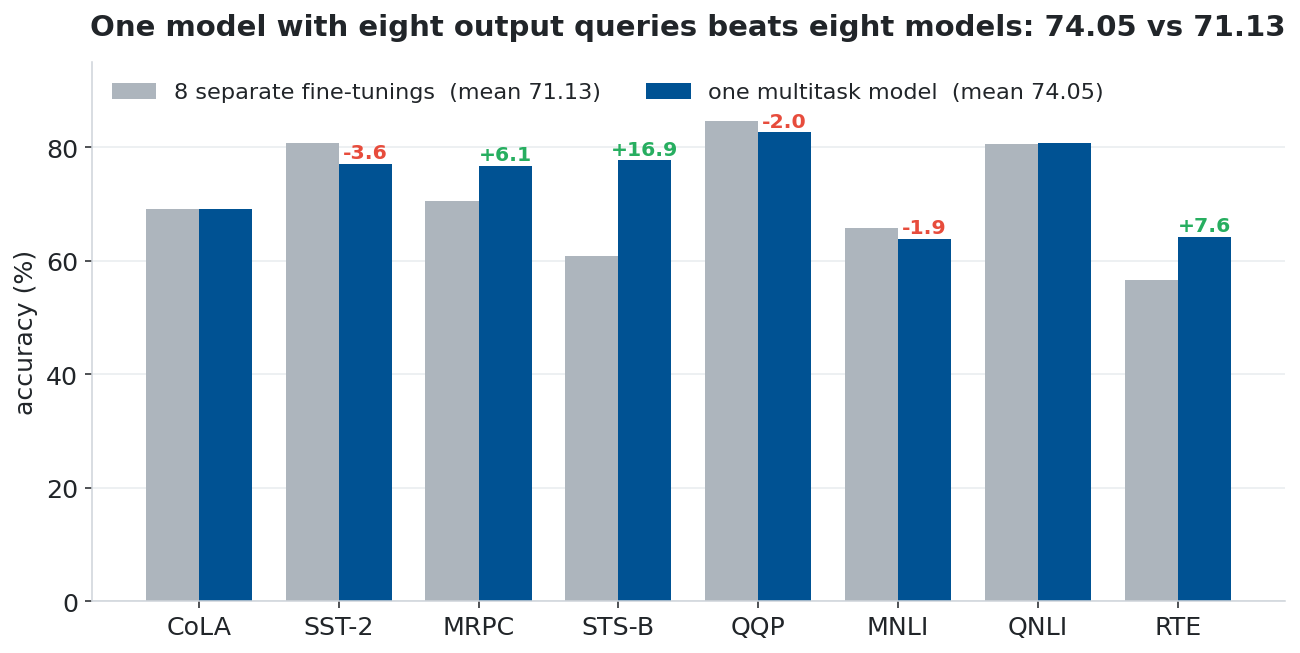 One model with eight output queries beats eight models: 74.05 vs 71.13
8 separate fine-tunings (mean 71.13)
one multitask model (mean 74.05)
accuracy (%)
80
60
40
20
0
-3.6
+6.1
+16.9
-2.0
-1.9
+7.6
CoLA
SST-2
MRPC
STS-B
QQP
MNLI
QNLI
RTE